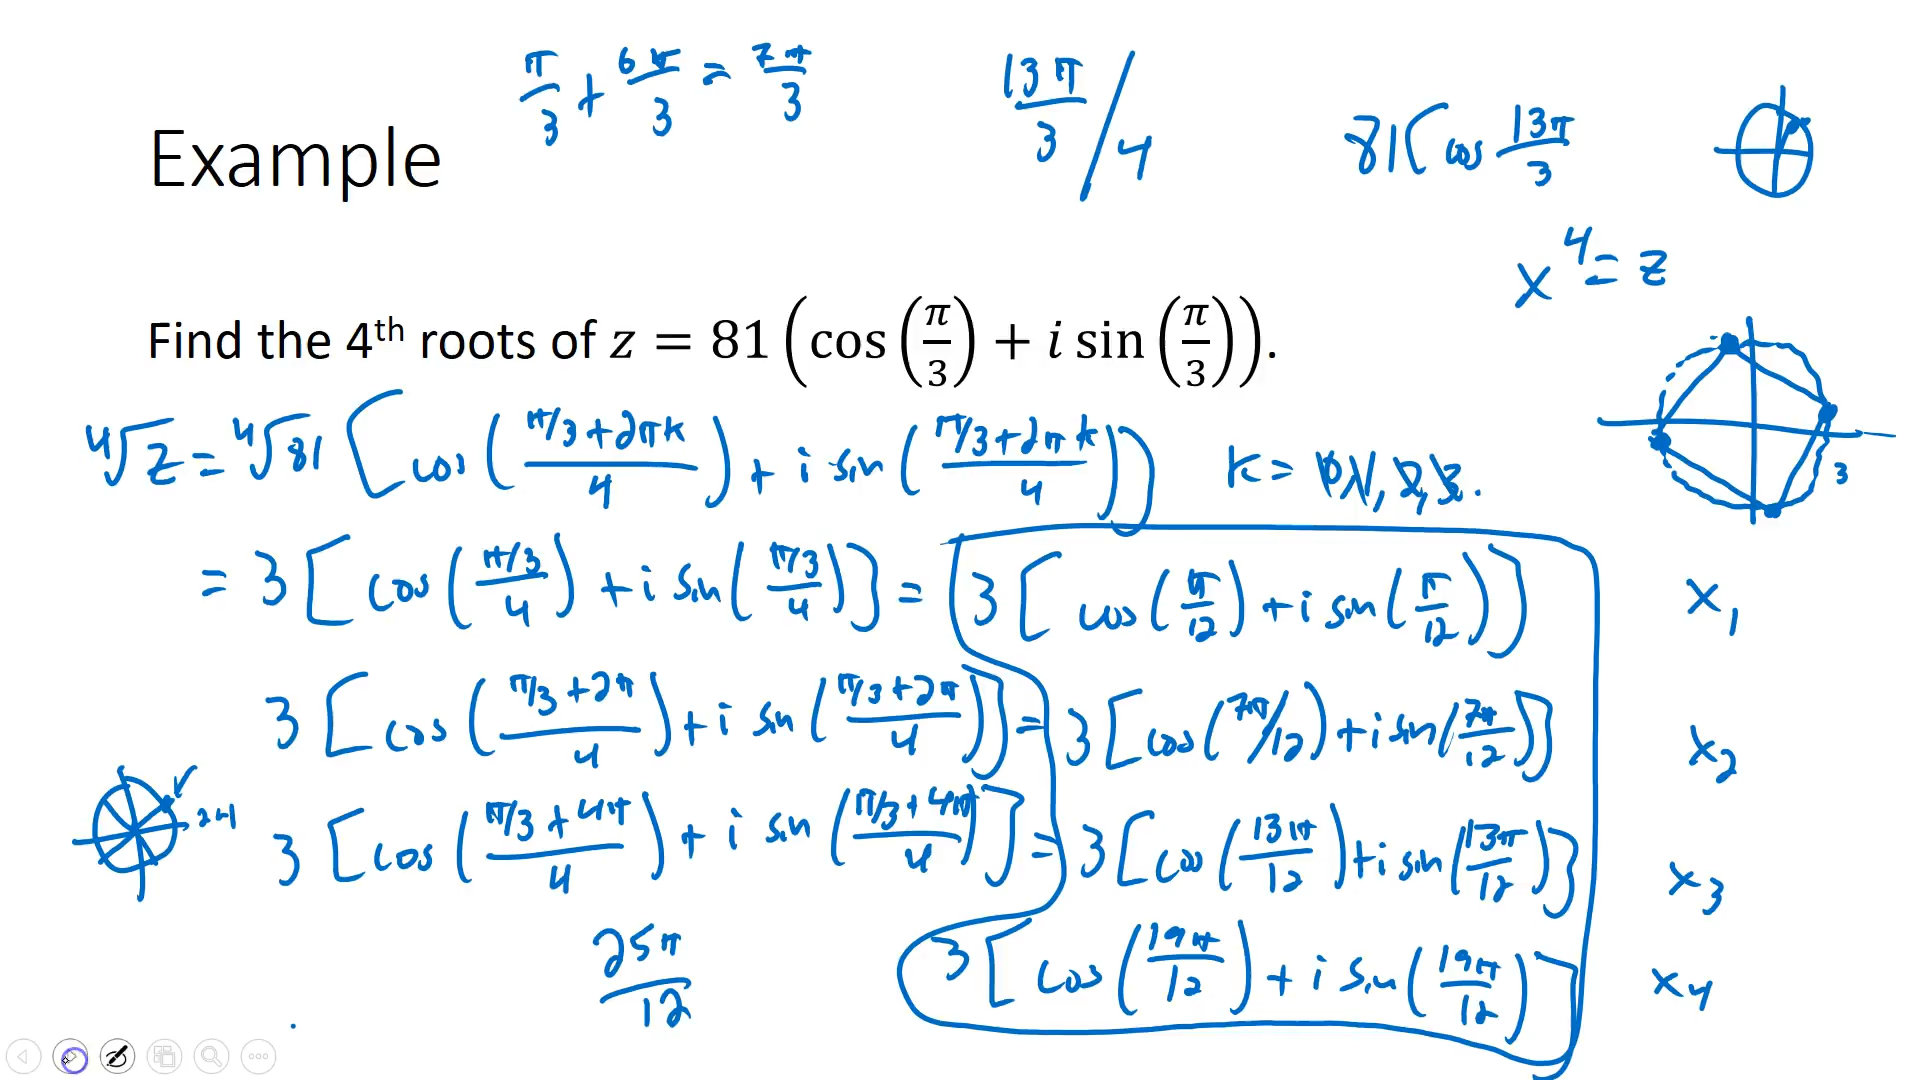 π/3 + 6π/3 = 7π/3
13π/3 / 4
81[cos 13π/3
Example
x⁴ = z
Find the 4th roots of z = 81(cos(π/3) + i sin(π/3)).
⁴√z = ⁴√81 [cos((π/3+2πk)/4) + i sin((π/3+2πk)/4)] k = 0, 1, 2, 3.
3
= 3[cos((π/3)/4) + i sin((π/3)/4)] = 3[cos(π/12) + i sin(π/12)] x₁
3[cos((π/3+2π)/4) + i sin((π/3+2π)/4)] = 3[cos(7π/12) + i sin(7π/12)] x₂
3[cos((π/3+4π)/4) + i sin((π/3+4π)/4)] = 3[cos(13π/12) + i sin(13π/12)] x₃
25π/12
3[cos(19π/12) + i sin(19π/12)] x₄